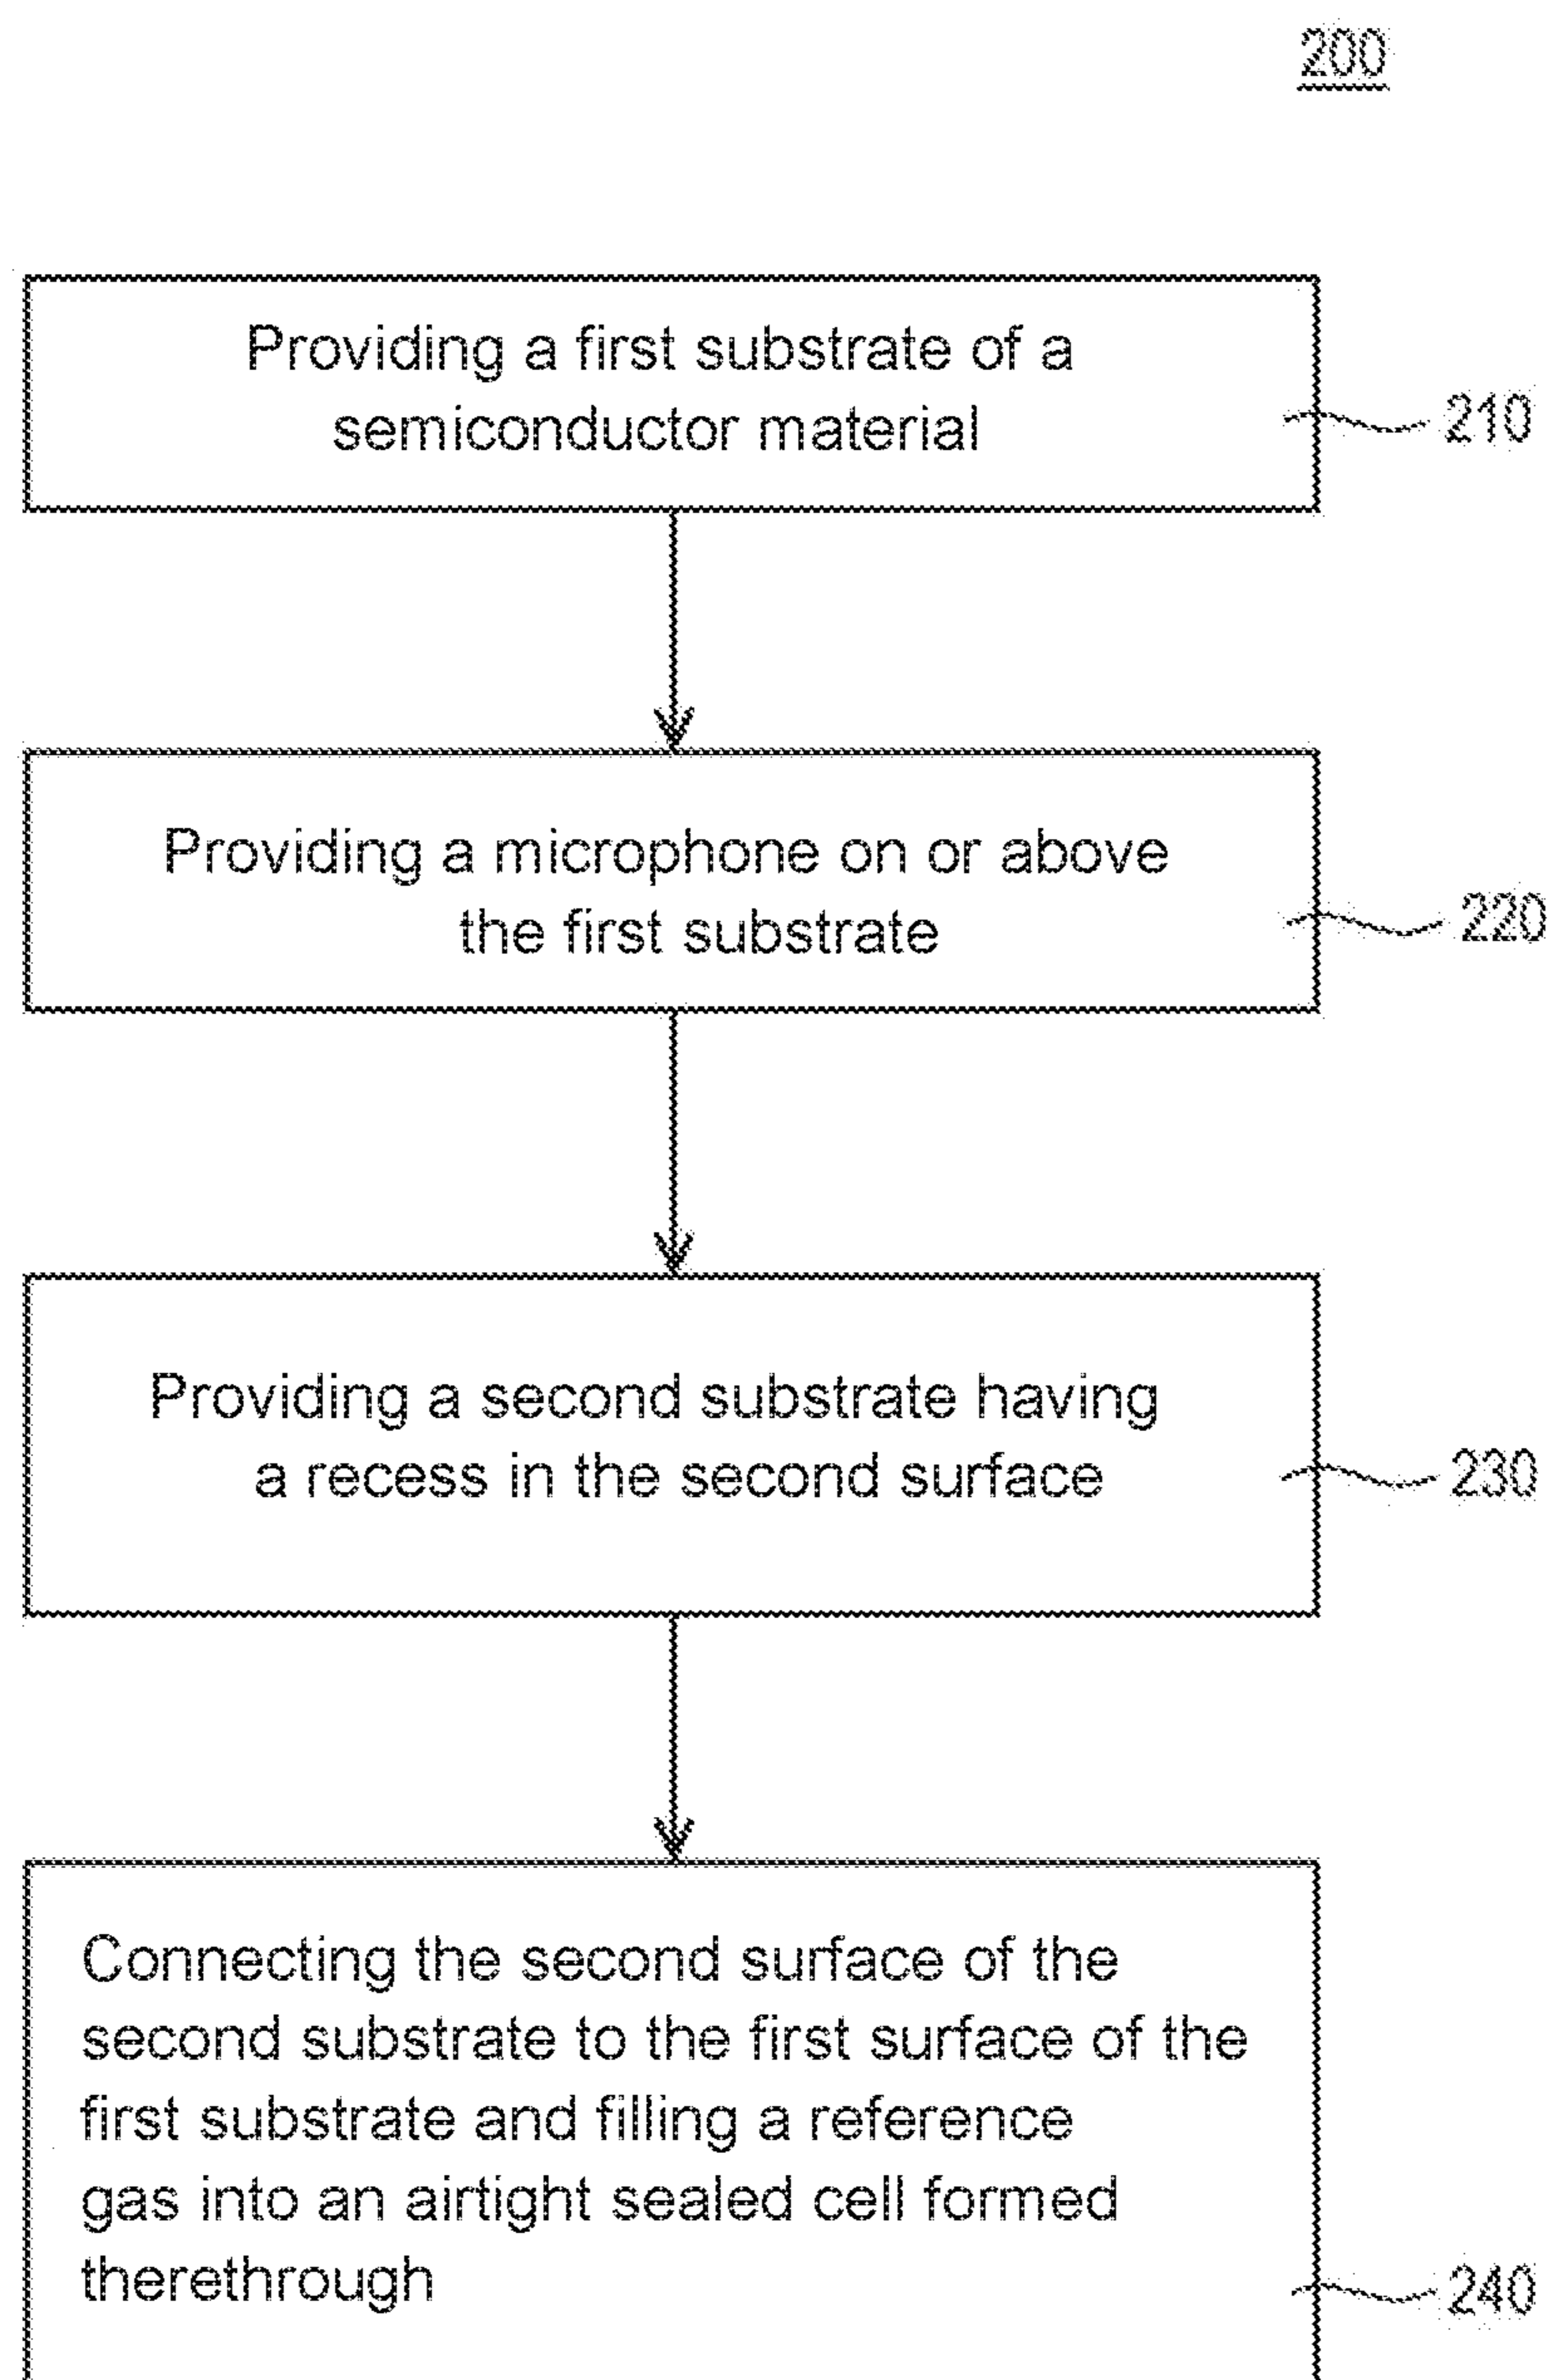 200
Providing a first substrate of a
semiconductor material
210
Providing a microphone on or above
the first substrate
220
Providing a second substrate having
a recess in the second surface
230
Connecting the second surface of the
second substrate to the first surface of the
first substrate and filling a reference
gas into an airtight sealed cell formed
therethrough
240